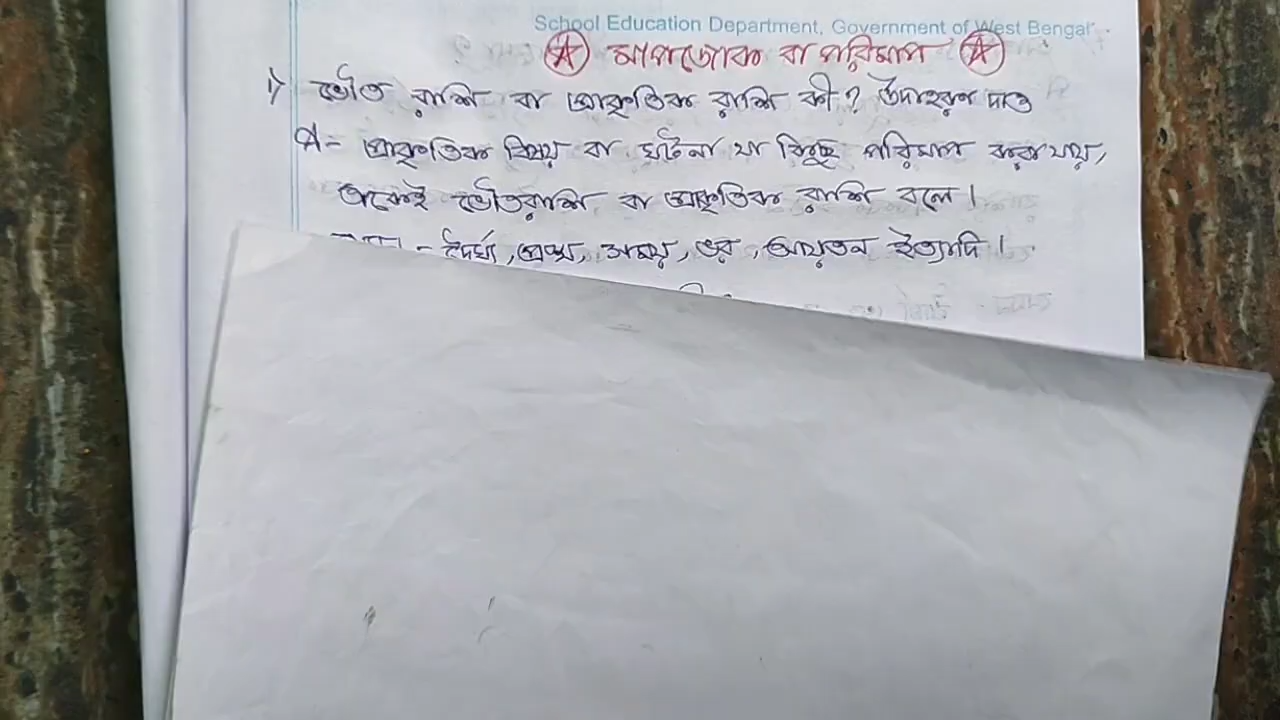 School Education Department, Government of West Bengal
মাপজোক বা পরিমাপ
১) ভৌত রাশি বা প্রাকৃতিক রাশি কী? উদাহরণ দাও
A = প্রাকৃতিক বিষয় বা ঘটনা যা কিছু পরিমাপ করা যায়,
তাকেই ভৌতরাশি বা প্রাকৃতিক রাশি বলে।
- দৈর্ঘ্য, প্রস্থ, সময়, ভর, আয়তন ইত্যাদি।